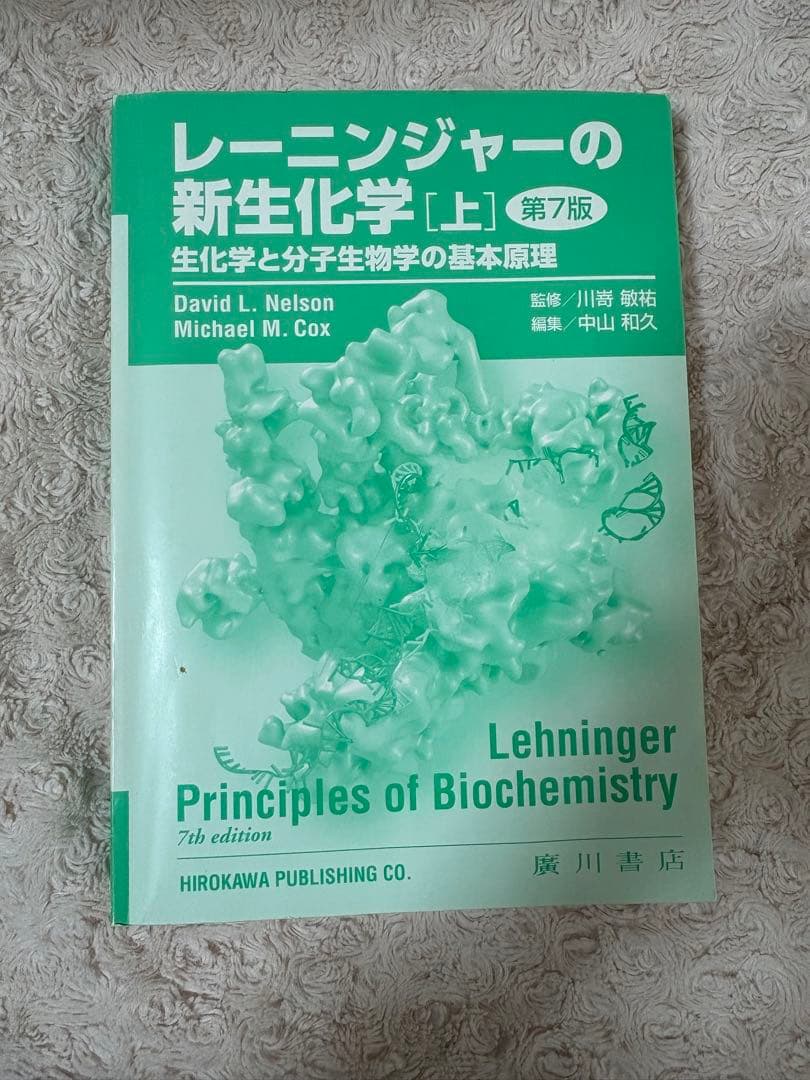 レーニンジャーの
新生化学[上] 第7版
生化学と分子生物学の基本原理
David L. Nelson
Michael M. Cox
監修/川嵜 敏祐
編集/中山 和久
Lehninger
Principles of Biochemistry
7th edition
HIROKAWA PUBLISHING CO.
廣川書店